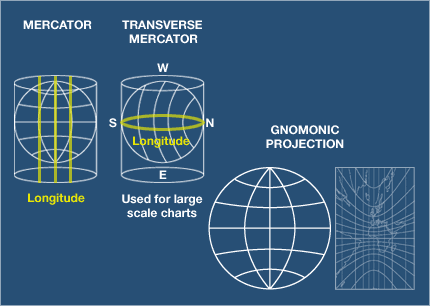 MERCATOR
Longitude
TRANSVERSE
MERCATOR
W
S
N
Longitude
E
Used for large
scale charts
GNOMONIC
PROJECTION